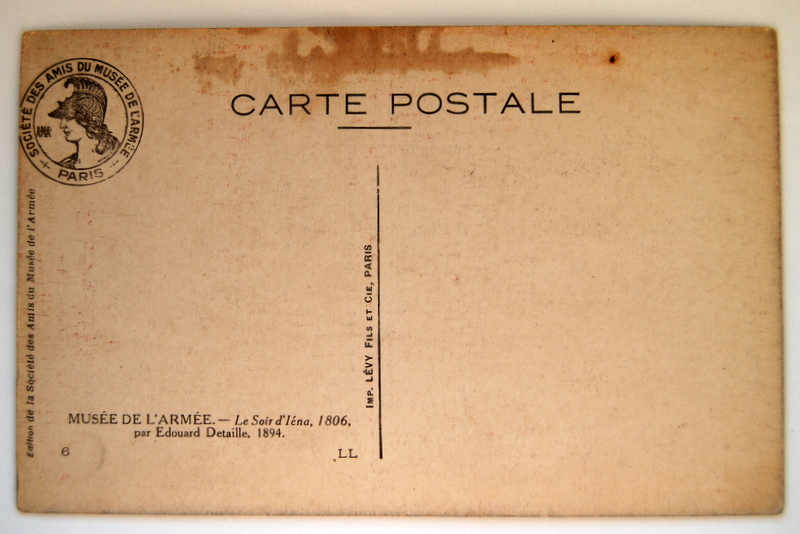 CARTE POSTALE
SOCIÉTÉ DES AMIS DU MUSÉE DE L'ARMÉE
AMA
PARIS
Edition de la Société des Amis du Musée de l'Armée
IMP. LÉVY FILS ET CIE, PARIS
MUSÉE DE L'ARMÉE. — Le Soir d'Iéna, 1806,
par Edouard Detaille, 1894.
6
LL